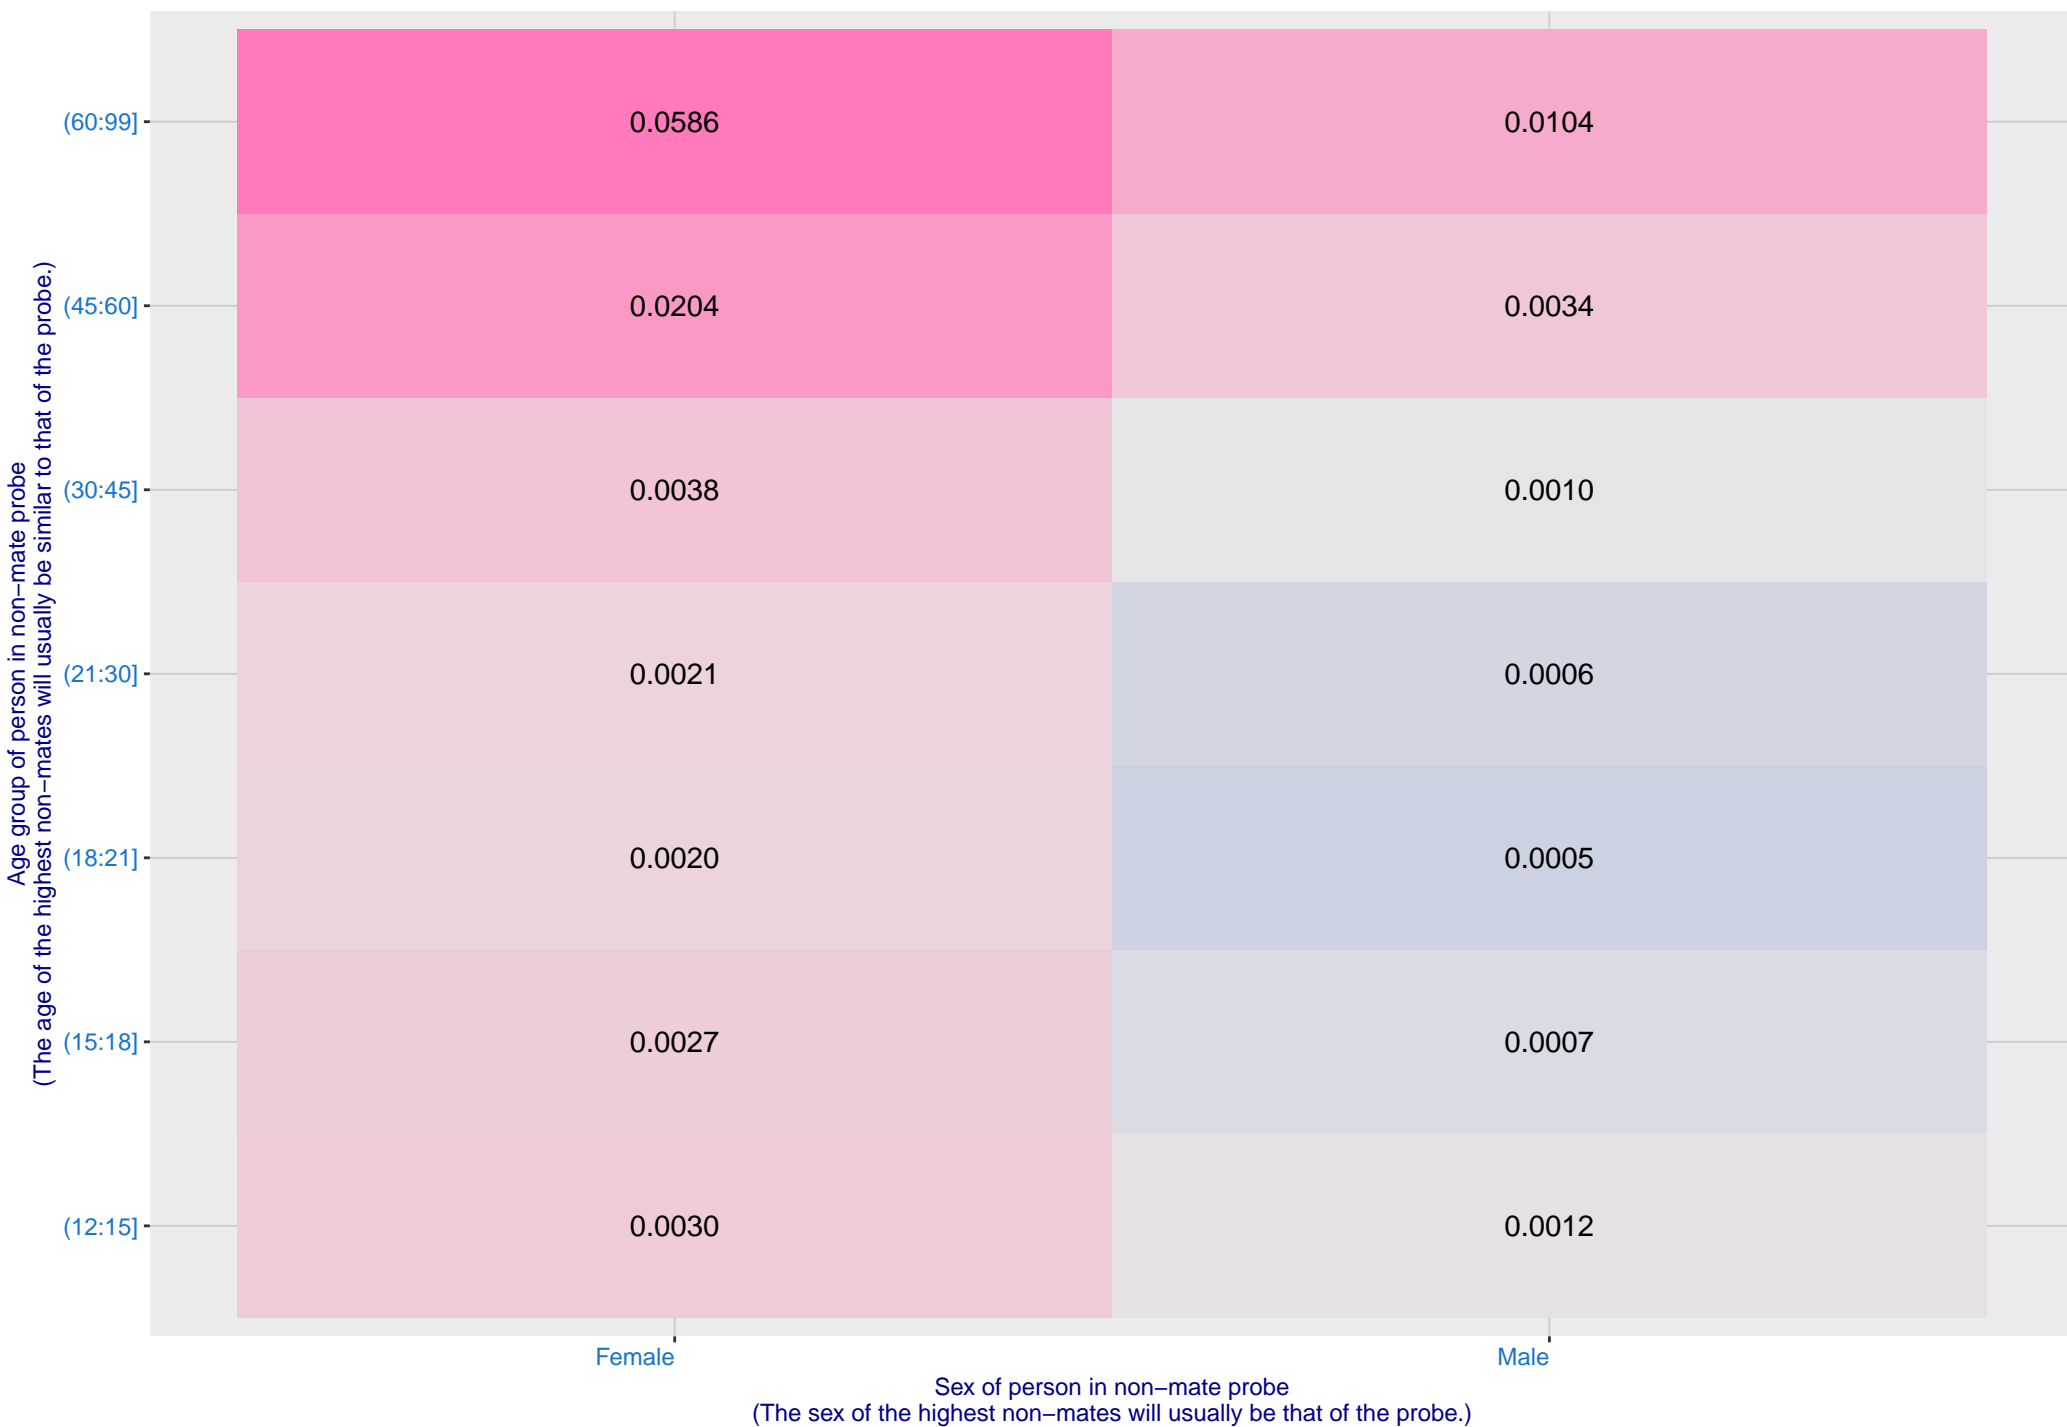 Age group of person in non−mate probe
(The age of the highest non−mates will usually be similar to that of the probe.)
(60:99] 0.0586 0.0104
(45:60] 0.0204 0.0034
(30:45] 0.0038 0.0010
(21:30] 0.0021 0.0006
(18:21] 0.0020 0.0005
(15:18] 0.0027 0.0007
(12:15] 0.0030 0.0012
Female Male
Sex of person in non−mate probe
(The sex of the highest non−mates will usually be that of the probe.)